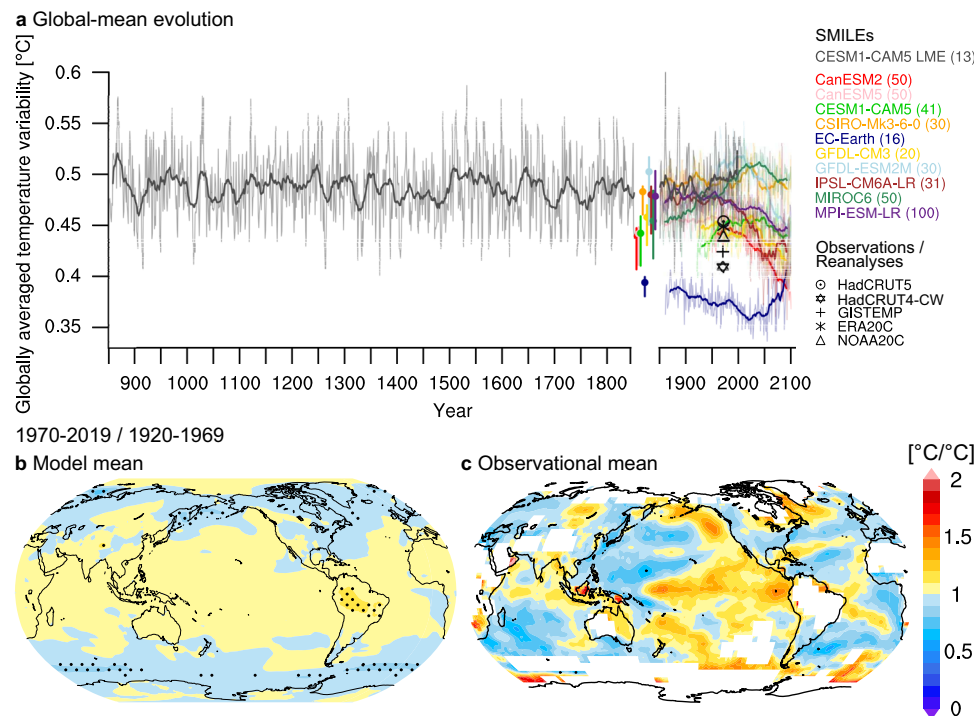 a Global-mean evolution
Globally averaged temperature variability [°C]
0.6
0.55
0.5
0.45
0.4
0.35
900 1000 1100 1200 1300 1400 1500 1600 1700 1800 1900 2000 2100
Year
SMILEs
CESM1-CAM5 LME (13)
CanESM2 (50)
CanESM5 (50)
CESM1-CAM5 (41)
CSIRO-Mk3-6-0 (30)
EC-Earth (16)
GFDL-CM3 (20)
GFDL-ESM2M (30)
IPSL-CM6A-LR (31)
MIROC6 (50)
MPI-ESM-LR (100)
Observations /
Reanalyses
HadCRUT5
HadCRUT4-CW
GISTEMP
ERA20C
NOAA20C
1970-2019 / 1920-1969
b Model mean
c Observational mean
[°C/°C]
2
1.5
1
0.5
0